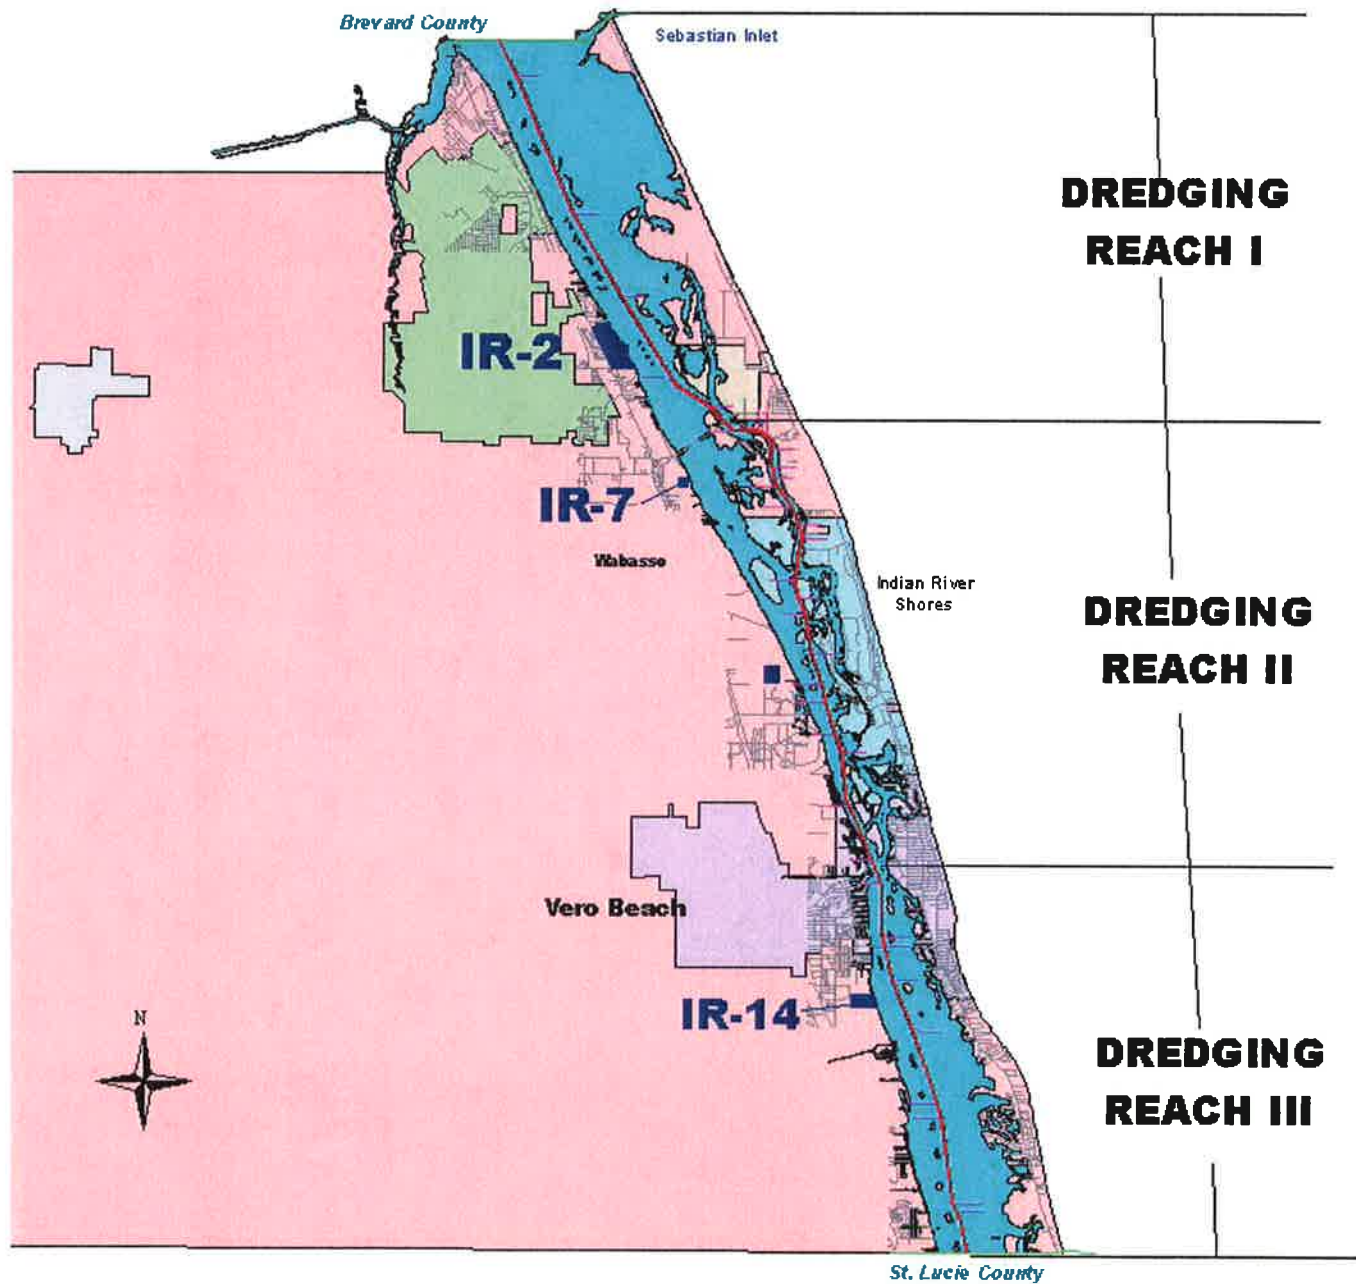 Brevard County
Sebastian Inlet
DREDGING
REACH I
IR-2
IR-7
Wabasso
Indian River
Shores
DREDGING
REACH II
Vero Beach
IR-14
N
DREDGING
REACH III
St. Lucie County